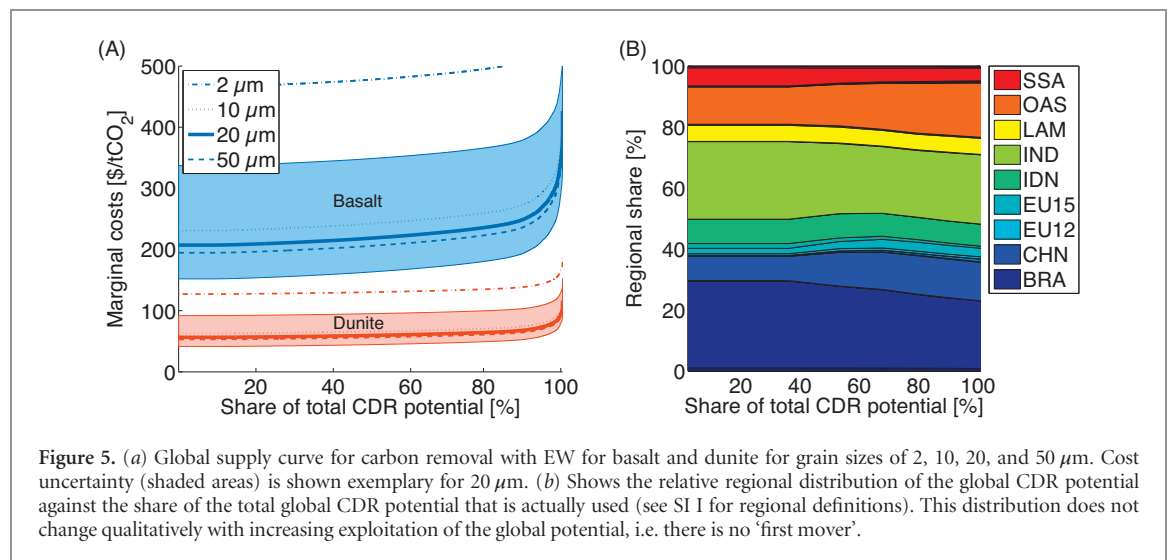 (A)
500
400
300
200
100
0
Marginal costs [$/tCO₂]
2 µm
10 µm
20 µm
50 µm
Basalt
Dunite
20
40
60
80
100
Share of total CDR potential [%]
(B)
100
80
60
40
20
0
Regional share [%]
20
40
60
80
100
Share of total CDR potential [%]
SSA
OAS
LAM
IND
IDN
EU15
EU12
CHN
BRA
Figure 5. (a) Global supply curve for carbon removal with EW for basalt and dunite for grain sizes of 2, 10, 20, and 50 µm. Cost
uncertainty (shaded areas) is shown exemplary for 20 µm. (b) Shows the relative regional distribution of the global CDR potential
against the share of the total global CDR potential that is actually used (see SI I for regional definitions). This distribution does not
change qualitatively with increasing exploitation of the global potential, i.e. there is no ‘first mover’.